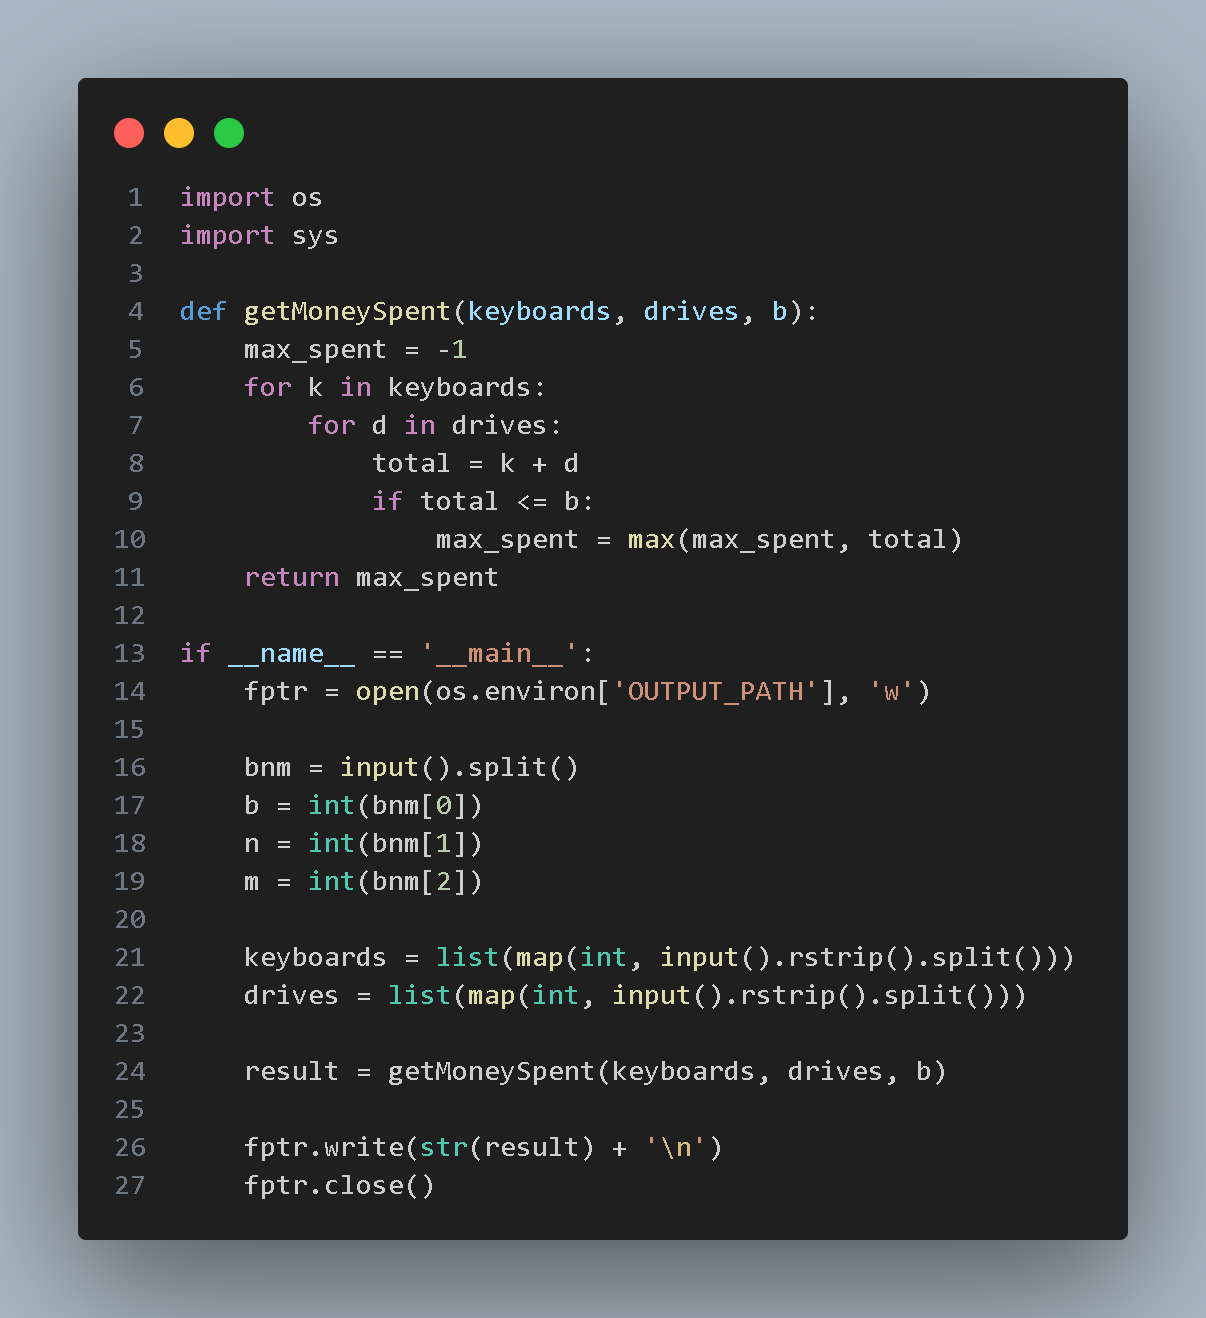 1 import os
2 import sys
3
4 def getMoneySpent(keyboards, drives, b):
5     max_spent = -1
6     for k in keyboards:
7         for d in drives:
8             total = k + d
9             if total <= b:
10                 max_spent = max(max_spent, total)
11     return max_spent
12
13 if __name__ == '__main__':
14     fptr = open(os.environ['OUTPUT_PATH'], 'w')
15
16     bnm = input().split()
17     b = int(bnm[0])
18     n = int(bnm[1])
19     m = int(bnm[2])
20
21     keyboards = list(map(int, input().rstrip().split()))
22     drives = list(map(int, input().rstrip().split()))
23
24     result = getMoneySpent(keyboards, drives, b)
25
26     fptr.write(str(result) + '\n')
27     fptr.close()